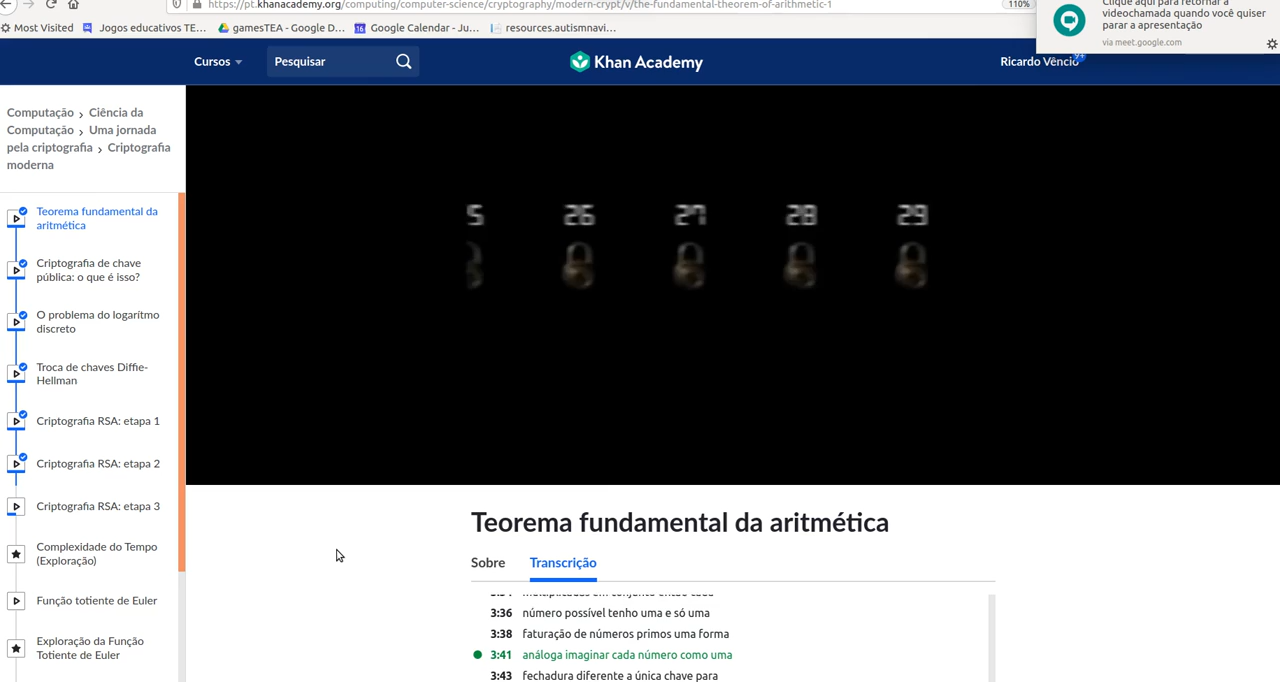 https://pt.khanacademy.org/computing/computer-science/cryptography/modern-crypt/v/the-fundamental-theorem-of-arithmetic-1
110%
Most Visited
Jogos educativos TE...
gamesTEA - Google D...
Google Calendar - Ju...
resources.autismnavi...
Clique aqui para retornar à
videochamada quando você quiser
parar a apresentação
via meet.google.com
Cursos
Pesquisar
Khan Academy
Ricardo Vêncio
9+
Computação > Ciência da
Computação > Uma jornada
pela criptografia > Criptografia
moderna
Teorema fundamental da
aritmética
Criptografia de chave
pública: o que é isso?
O problema do logarítmo
discreto
Troca de chaves Diffie-
Hellman
Criptografia RSA: etapa 1
Criptografia RSA: etapa 2
Criptografia RSA: etapa 3
Complexidade do Tempo
(Exploração)
Função totiente de Euler
Exploração da Função
Totiente de Euler
5 26 27 28 29
Teorema fundamental da aritmética
Sobre
Transcrição
3:36 número possível tenho uma e só uma
3:38 faturação de números primos uma forma
3:41 análoga imaginar cada número como uma
3:43 fechadura diferente a única chave para